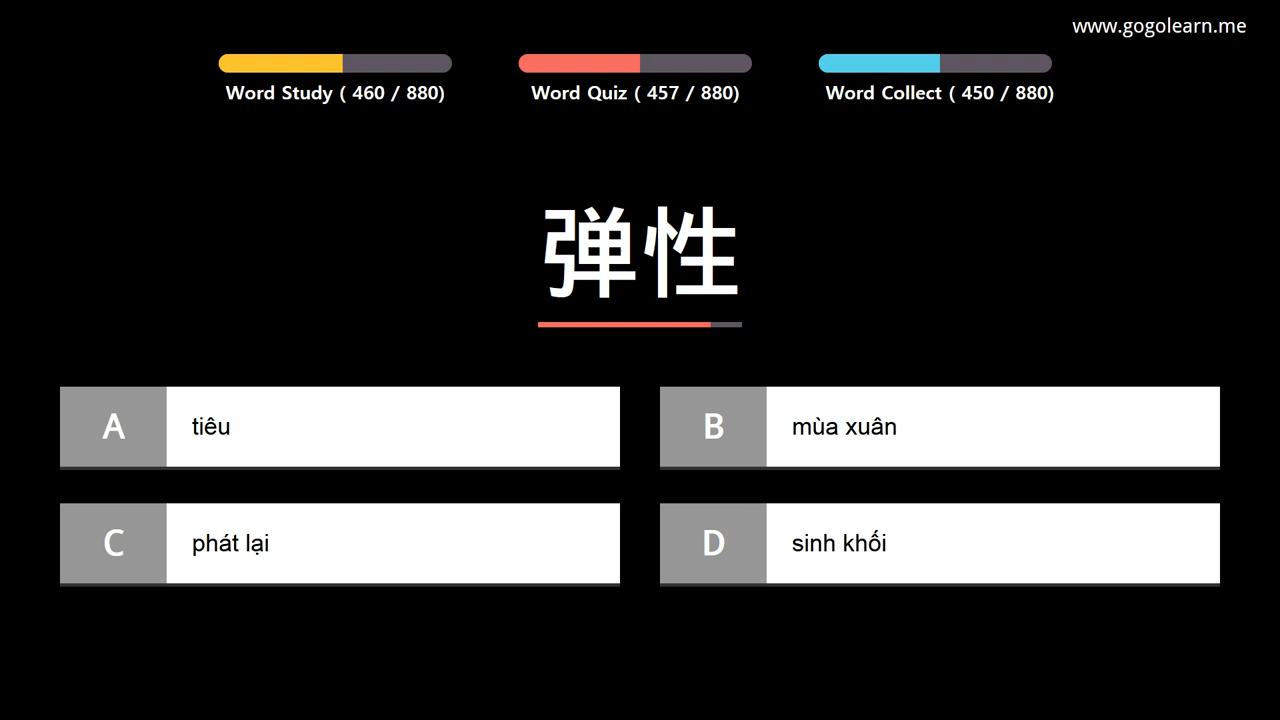 www.gogolearn.me
Word Study ( 460 / 880)
Word Quiz ( 457 / 880)
Word Collect ( 450 / 880)
弹性
A tiêu
B mùa xuân
C phát lại
D sinh khối